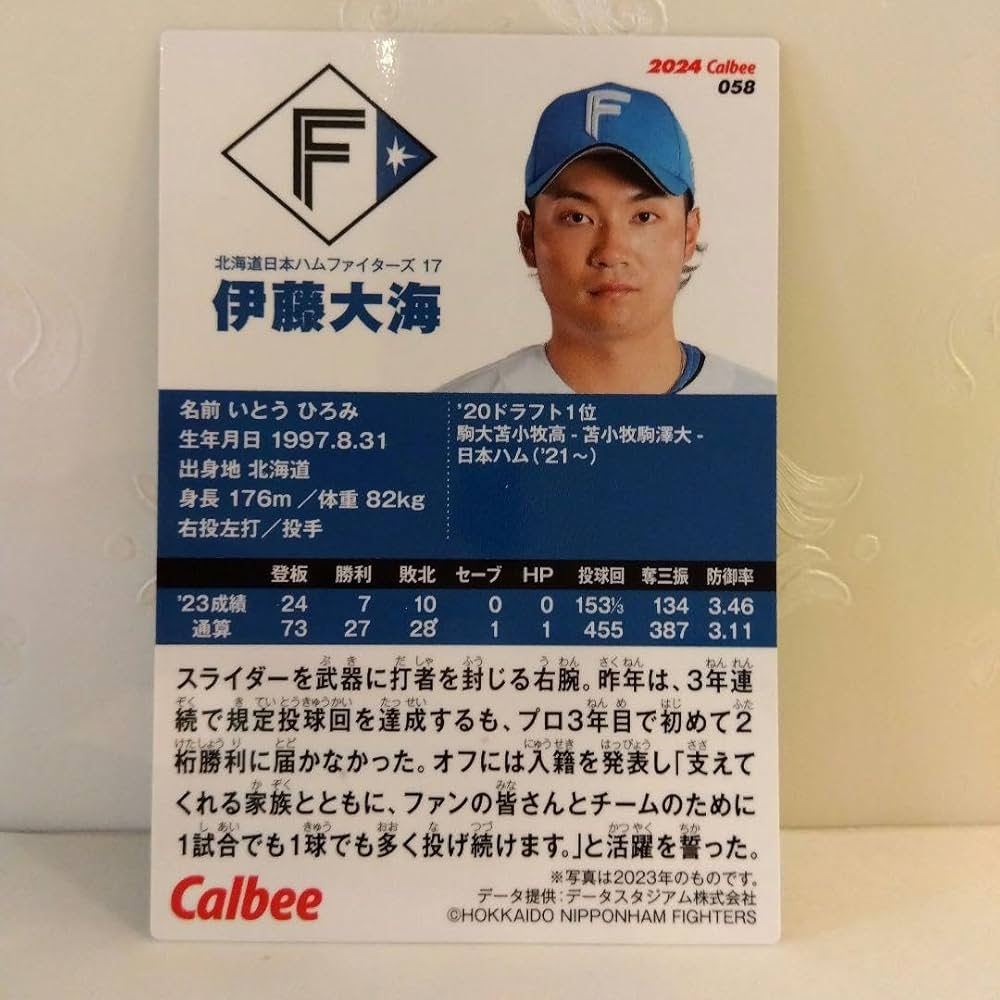 2024 Calbee
058
F
F
北海道日本ハムファイターズ 17
伊藤大海
名前 いとう ひろみ
生年月日 1997.8.31
出身地 北海道
身長 176m ／体重 82kg
右投左打／投手
'20ドラフト1位
駒大苫小牧高 - 苫小牧駒澤大 -
日本ハム('21～)
登板 勝利 敗北 セーブ HP 投球回 奪三振 防御率
'23成績 24 7 10 0 0 153⅓ 134 3.46
通算 73 27 28 1 1 455 387 3.11
スライダーを武器に打者を封じる右腕。昨年は、3年連
続で規定投球回を達成するも、プロ3年目で初めて2
桁勝利に届かなかった。オフには入籍を発表し「支えて
くれる家族とともに、ファンの皆さんとチームのために
1試合でも1球でも多く投げ続けます。」と活躍を誓った。
※写真は2023年のものです。
データ提供：データスタジアム株式会社
©HOKKAIDO NIPPONHAM FIGHTERS
Calbee